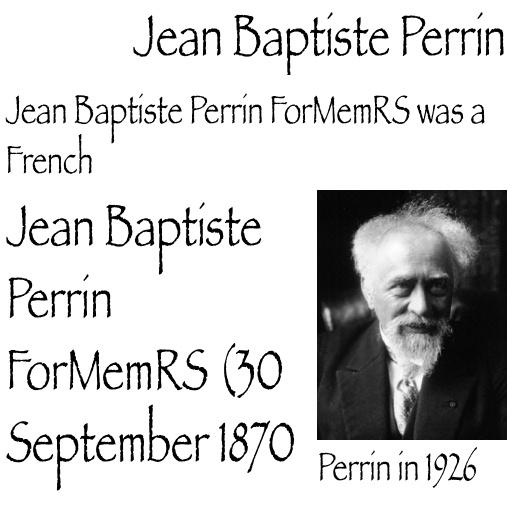 Jean Baptiste Perrin
Jean Baptiste Perrin ForMemRS was a
French
Jean Baptiste
Perrin
ForMemRS (30
September 1870
Perrin in 1926